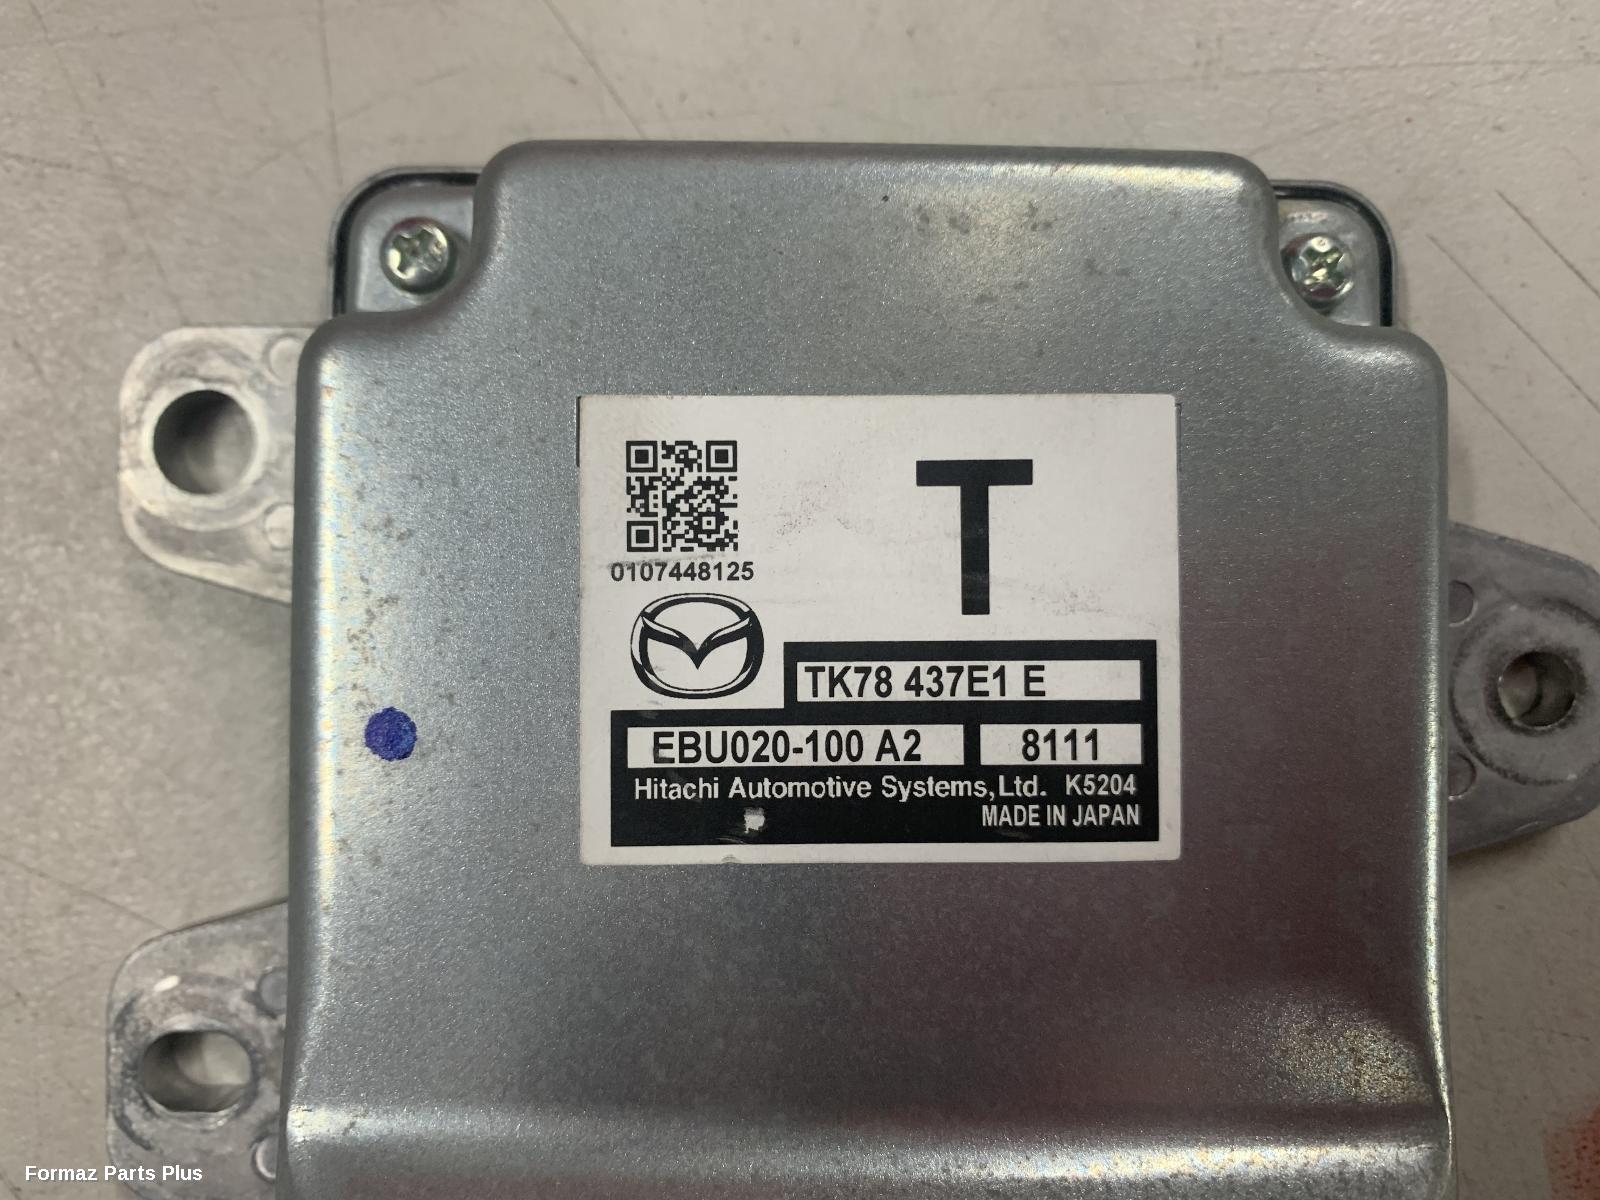 T
0107448125
TK78 437E1 E
EBU020-100 A2 8111
Hitachi Automotive Systems,Ltd. K5204
MADE IN JAPAN
Formaz Parts Plus